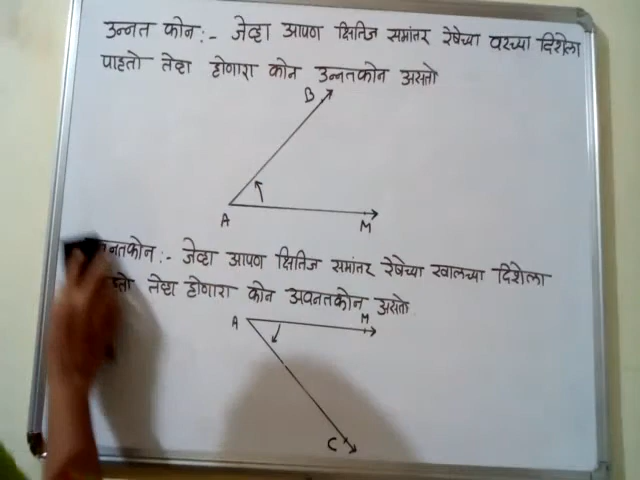 उन्नत कोन :- जेव्हा आपण क्षितिज समांतर रेषेच्या वरच्या दिशेला
पाहतो तेव्हा होणारा कोन उन्नतकोन असतो
B
A
M
नतकोन :- जेव्हा आपण क्षितिज समांतर रेषेच्या खालच्या दिशेला
तो तेव्हा होणारा कोन अवनतकोन असतो.
A
M
C